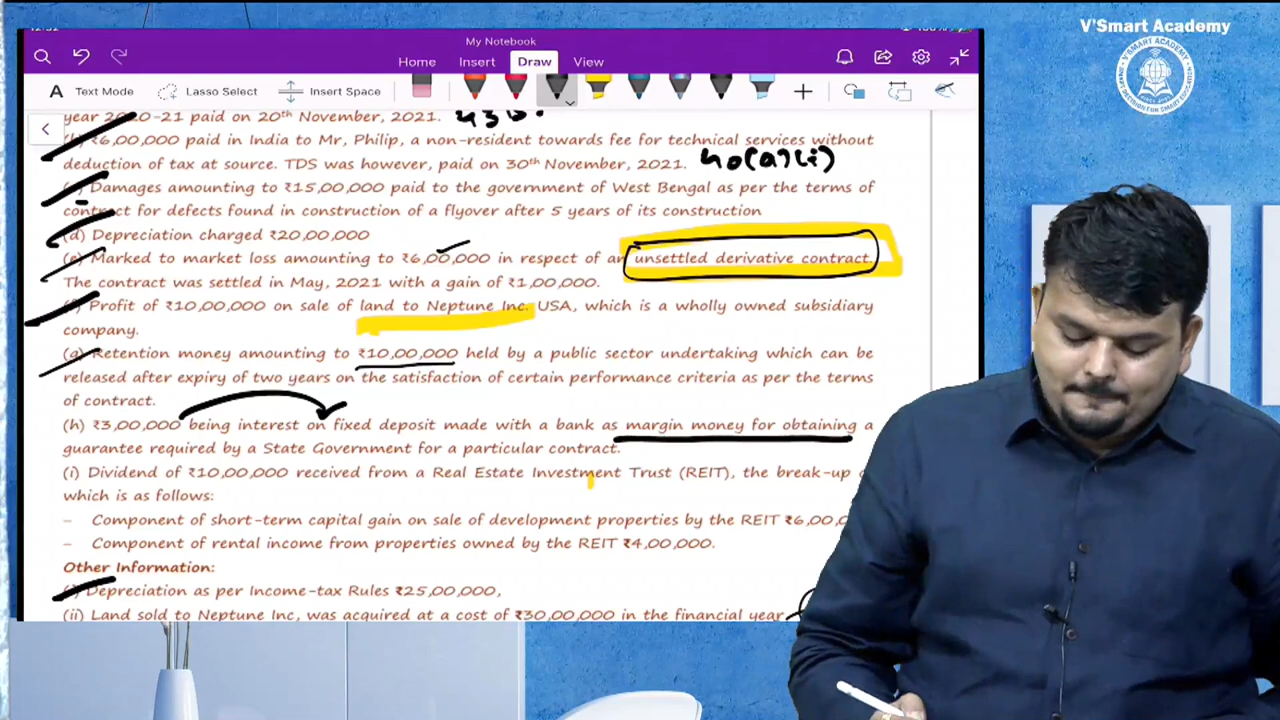 V'Smart Academy
My Notebook
Home Insert Draw View
Text Mode Lasso Select Insert Space
year 2020-21 paid on 20th November, 2021. 43B.
(b) ₹6,00,000 paid in India to Mr, Philip, a non-resident towards fee for technical services without
deduction of tax at source. TDS was however, paid on 30th November, 2021. 40(a)(i)
(c) Damages amounting to ₹15,00,000 paid to the government of West Bengal as per the terms of
contract for defects found in construction of a flyover after 5 years of its construction
(d) Depreciation charged ₹20,00,000
(e) Marked to market loss amounting to ₹6,00,000 in respect of an unsettled derivative contract.
The contract was settled in May, 2021 with a gain of ₹1,00,000.
(f) Profit of ₹10,00,000 on sale of land to Neptune Inc. USA, which is a wholly owned subsidiary
company.
(g) Retention money amounting to ₹10,00,000 held by a public sector undertaking which can be
released after expiry of two years on the satisfaction of certain performance criteria as per the terms
of contract.
(h) ₹3,00,000 being interest on fixed deposit made with a bank as margin money for obtaining a
guarantee required by a State Government for a particular contract.
(i) Dividend of ₹10,00,000 received from a Real Estate Investment Trust (REIT), the break-up
which is as follows:
– Component of short-term capital gain on sale of development properties by the REIT ₹6,00,
– Component of rental income from properties owned by the REIT ₹4,00,000.
Other Information:
(i) Depreciation as per Income-tax Rules ₹25,00,000,
(ii) Land sold to Neptune Inc, was acquired at a cost of ₹30,00,000 in the financial year